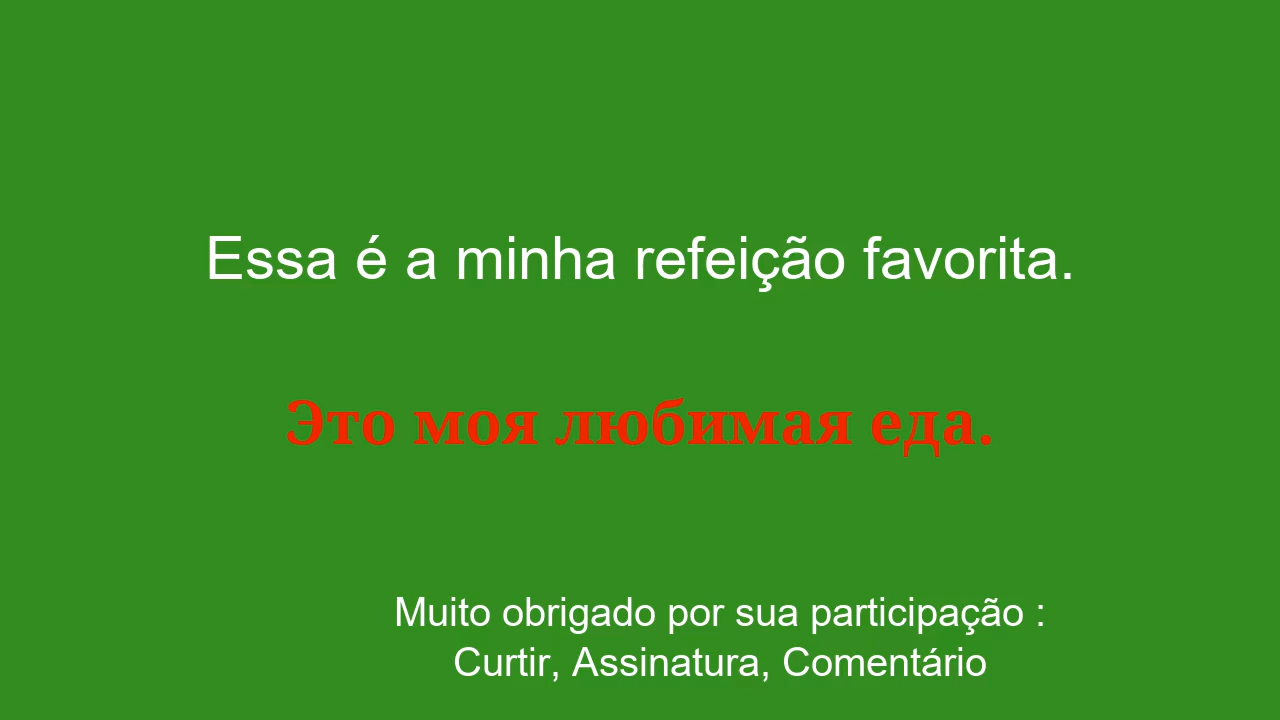 Essa é a minha refeição favorita.
Это моя любимая еда.
Muito obrigado por sua participação :
Curtir, Assinatura, Comentário